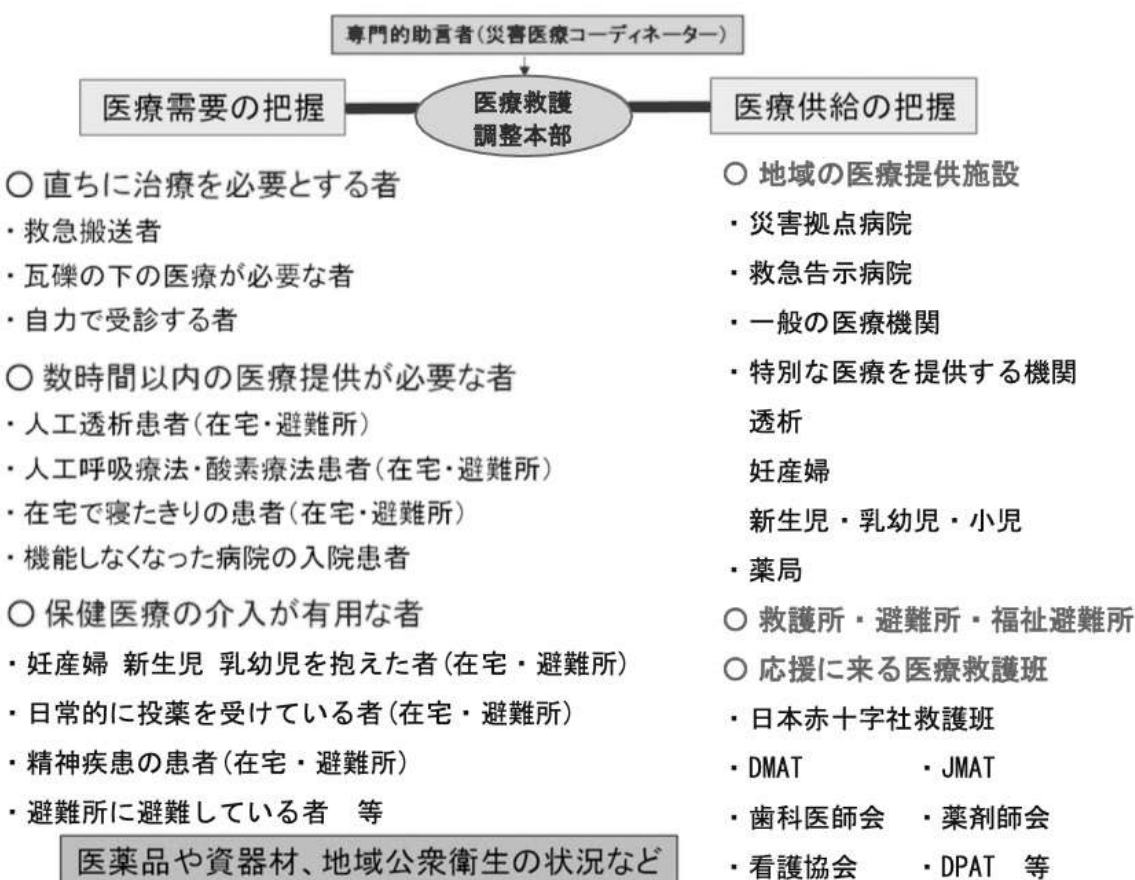 専門的助言者(災害医療コーディネーター)
医療需要の把握
医療救護
調整本部
医療供給の把握
〇 直ちに治療を必要とする者
・救急搬送者
・瓦礫の下の医療が必要な者
・自力で受診する者
〇 数時間以内の医療提供が必要な者
・人工透析患者(在宅・避難所)
・人工呼吸療法・酸素療法患者(在宅・避難所)
・在宅で寝たきりの患者(在宅・避難所)
・機能しなくなった病院の入院患者
〇 保健医療の介入が有用な者
・妊産婦 新生児 乳幼児を抱えた者(在宅・避難所)
・日常的に投薬を受けている者(在宅・避難所)
・精神疾患の患者(在宅・避難所)
・避難所に避難している者 等
医薬品や資器材、地域公衆衛生の状況など
〇 地域の医療提供施設
・災害拠点病院
・救急告示病院
・一般の医療機関
・特別な医療を提供する機関
透析
妊産婦
新生児・乳幼児・小児
・薬局
〇 救護所・避難所・福祉避難所
〇 応援に来る医療救護班
・日本赤十字社救護班
・DMAT ・JMAT
・歯科医師会 ・薬剤師会
・看護協会 ・DPAT 等